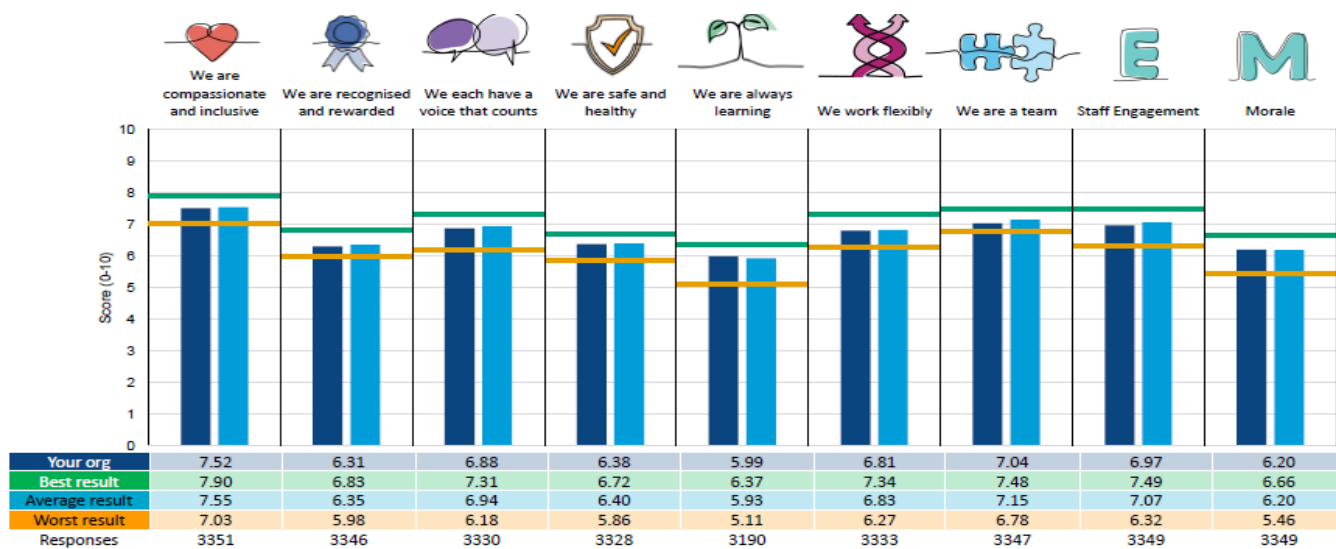 E
M
We are
compassionate
and inclusive
We are recognised
and rewarded
We each have a
voice that counts
We are safe and
healthy
We are always
learning
We work flexibly
We are a team
Staff Engagement
Morale
Score (0-10)
10
9
8
7
6
5
4
3
2
1
0
Your org 7.52 6.31 6.88 6.38 5.99 6.81 7.04 6.97 6.20
Best result 7.90 6.83 7.31 6.72 6.37 7.34 7.48 7.49 6.66
Average result 7.55 6.35 6.94 6.40 5.93 6.83 7.15 7.07 6.20
Worst result 7.03 5.98 6.18 5.86 5.11 6.27 6.78 6.32 5.46
Responses 3351 3346 3330 3328 3190 3333 3347 3349 3349